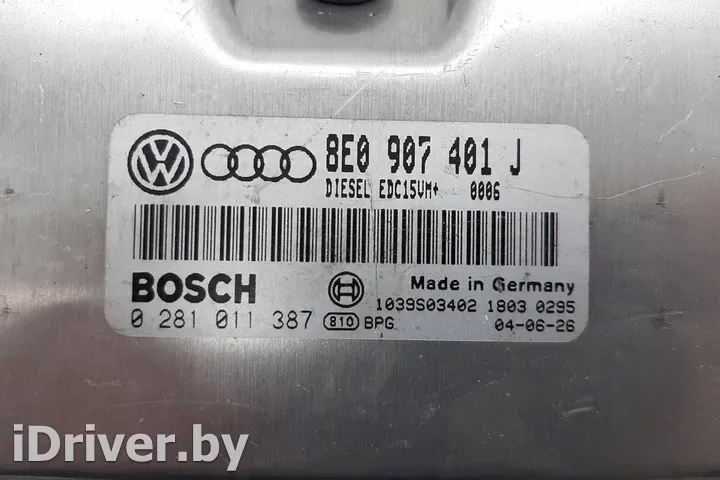 8E0 907 401 J
DIESEL EDC15VM+ 0006
BOSCH
Made in Germany
1039S03402 1803 0295
0 281 011 387 810 BPG 04-06-26
iDriver.by